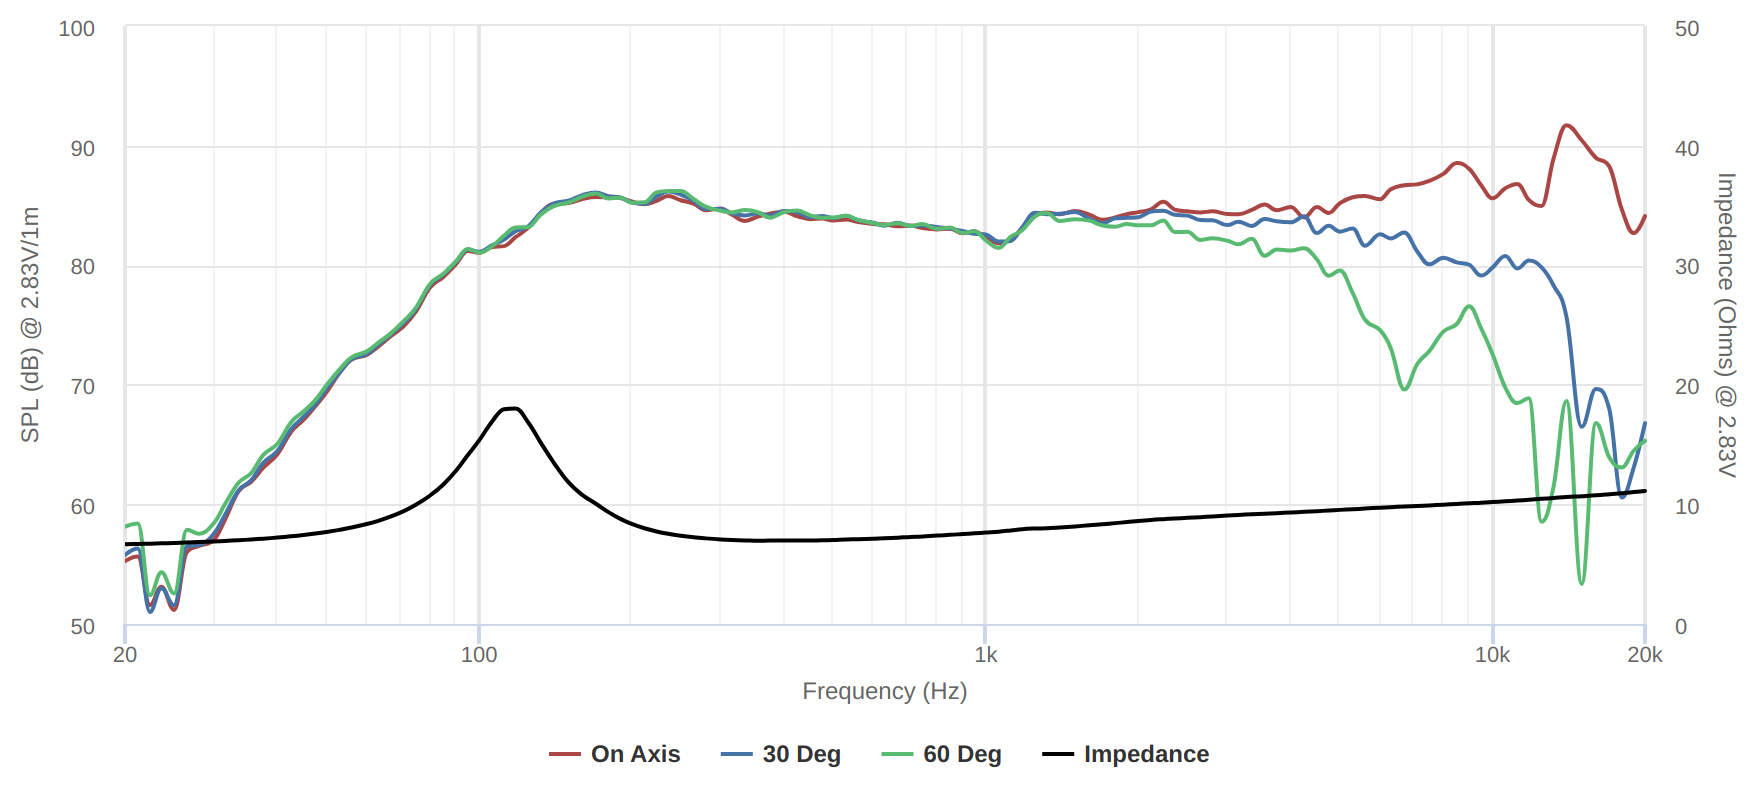 100
90
80
70
60
50
50
40
30
20
10
0
SPL (dB) @ 2.83V/1m
Impedance (Ohms) @ 2.83V
20
100
1k
10k
20k
Frequency (Hz)
On Axis
30 Deg
60 Deg
Impedance